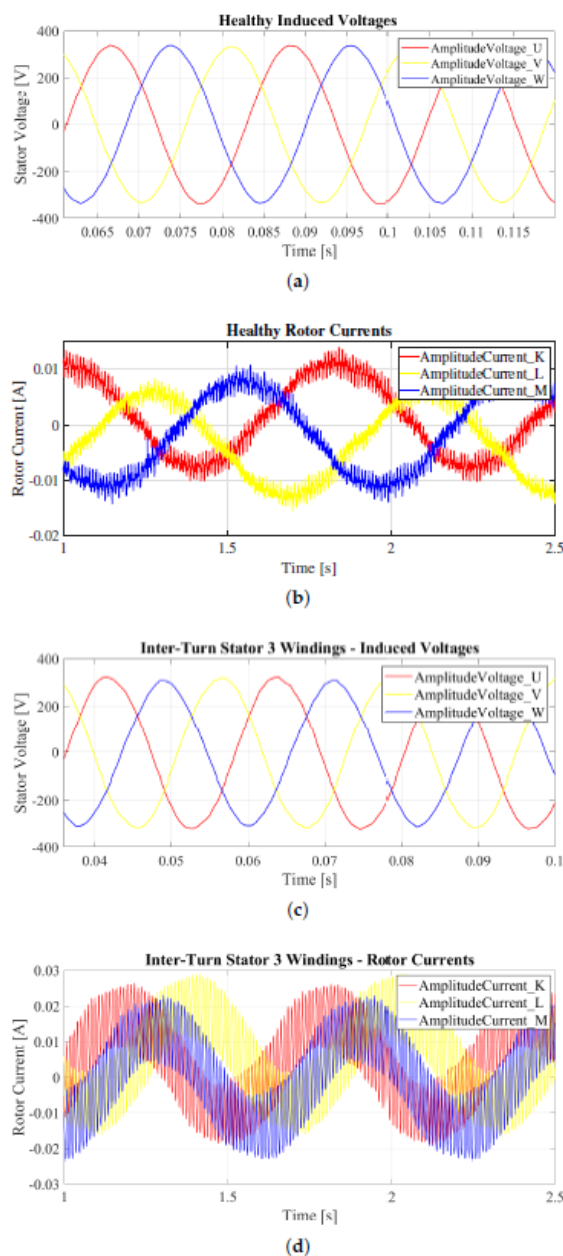 Healthy Induced Voltages
400
200
0
-200
-400
Stator Voltage [V]
AmplitudeVoltage_U
AmplitudeVoltage_V
AmplitudeVoltage_W
0.065 0.07 0.075 0.08 0.085 0.09 0.095 0.1 0.105 0.11 0.115
Time [s]
(a)
Healthy Rotor Currents
0.01
0
-0.01
-0.02
Rotor Current [A]
AmplitudeCurrent_K
AmplitudeCurrent_L
AmplitudeCurrent_M
1 1.5 2 2.5
Time [s]
(b)
Inter-Turn Stator 3 Windings - Induced Voltages
400
200
0
-200
-400
Stator Voltage [V]
AmplitudeVoltage_U
AmplitudeVoltage_V
AmplitudeVoltage_W
0.04 0.05 0.06 0.07 0.08 0.09 0.1
Time [s]
(c)
Inter-Turn Stator 3 Windings - Rotor Currents
0.03
0.02
0.01
0
-0.01
-0.02
-0.03
Rotor Current [A]
AmplitudeCurrent_K
AmplitudeCurrent_L
AmplitudeCurrent_M
1 1.5 2 2.5
Time [s]
(d)